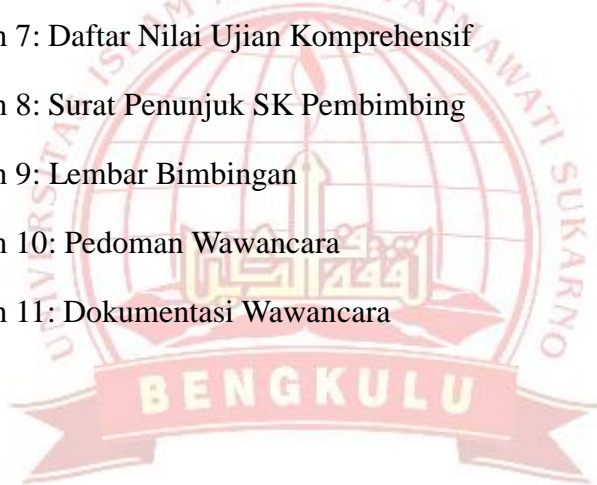 n 7: Daftar Nilai Ujian Komprehensif
n 8: Surat Penunjuk SK Pembimbing
n 9: Lembar Bimbingan
n 10: Pedoman Wawancara
n 11: Dokumentasi Wawancara
BENGKULU